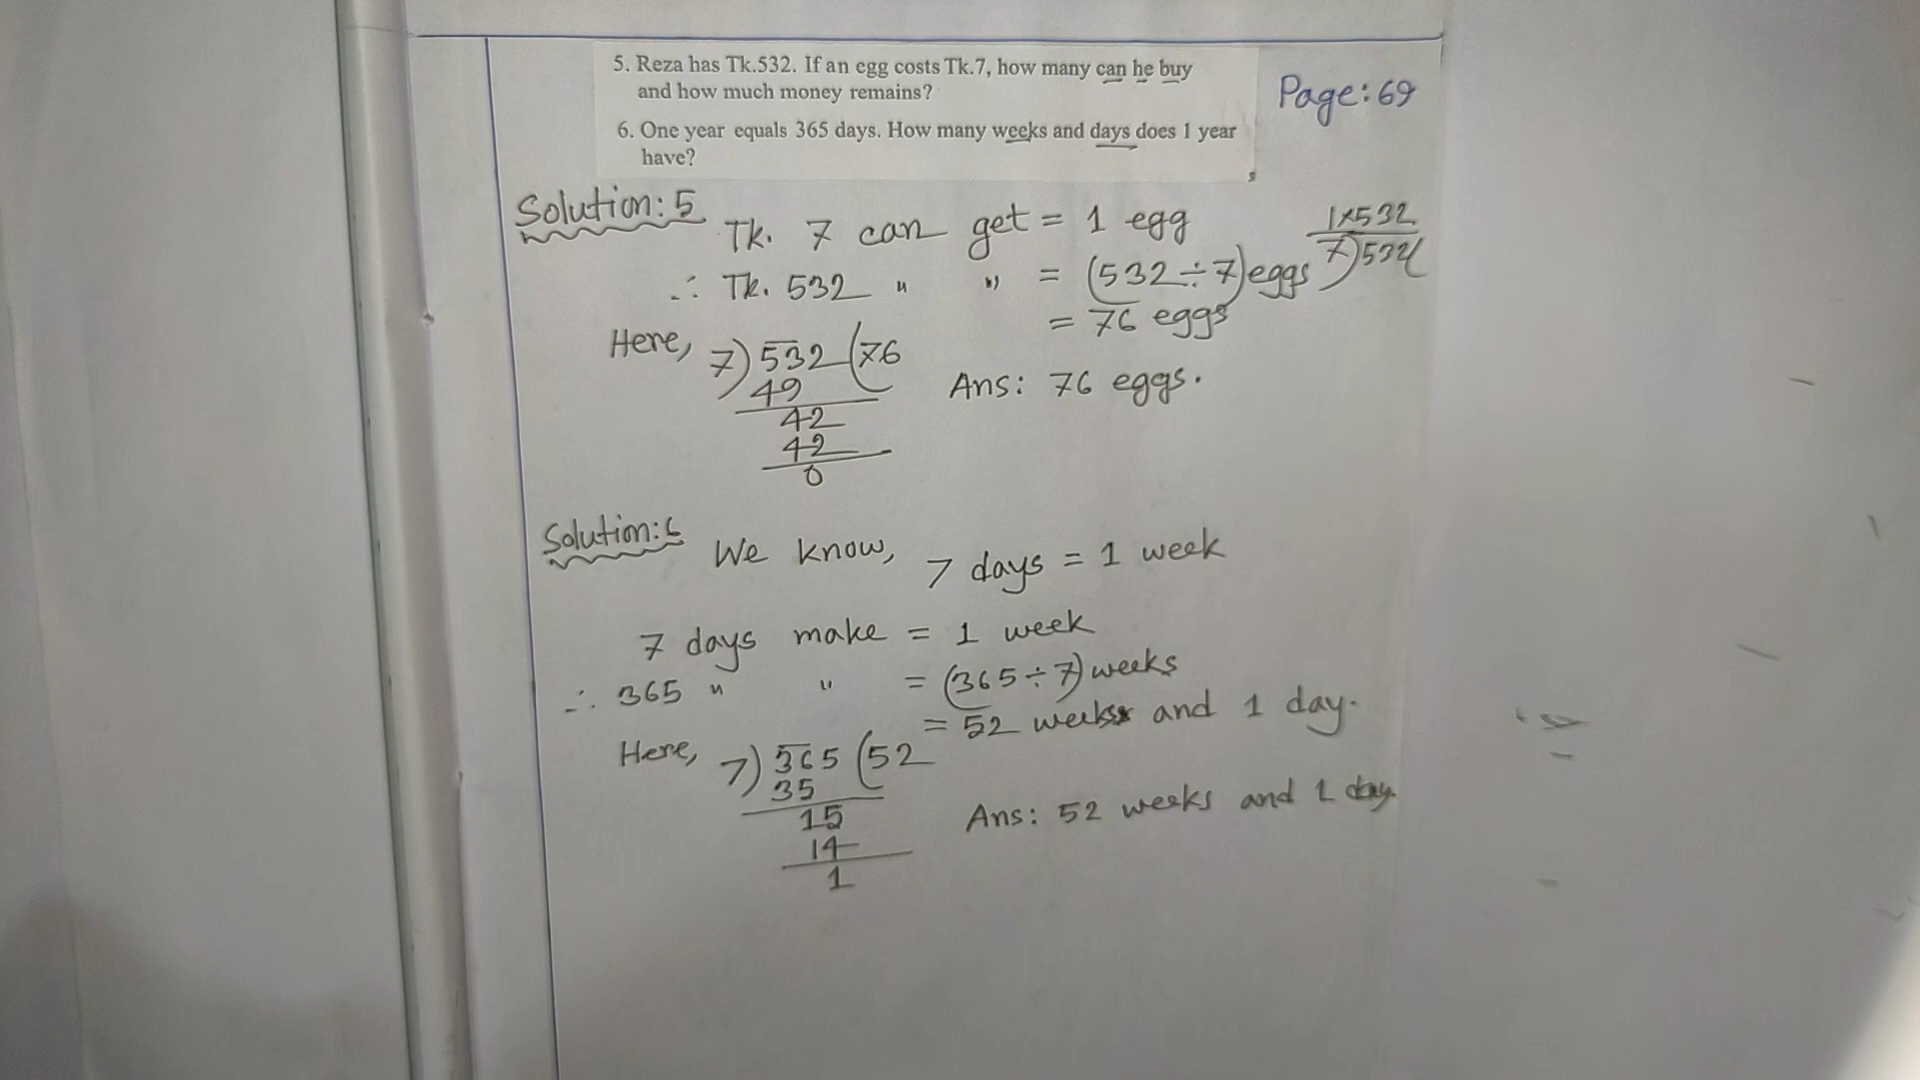 5. Reza has Tk.532. If an egg costs Tk.7, how many can he buy
and how much money remains?
6. One year equals 365 days. How many weeks and days does 1 year
have?
Page: 69
Solution: 5
Tk. 7 can get = 1 egg
∴ Tk. 532 " " = (532 ÷ 7) eggs
= 76 eggs
1×532
7)532(
Here, 7) 532 (76
49
42
42
0
Ans: 76 eggs.
Solution: 6
We know, 7 days = 1 week
7 days make = 1 week
∴ 365 " " = (365 ÷ 7) weeks
= 52 weeks and 1 day.
Here, 7) 365 (52
35
15
14
1
Ans: 52 weeks and 1 day.